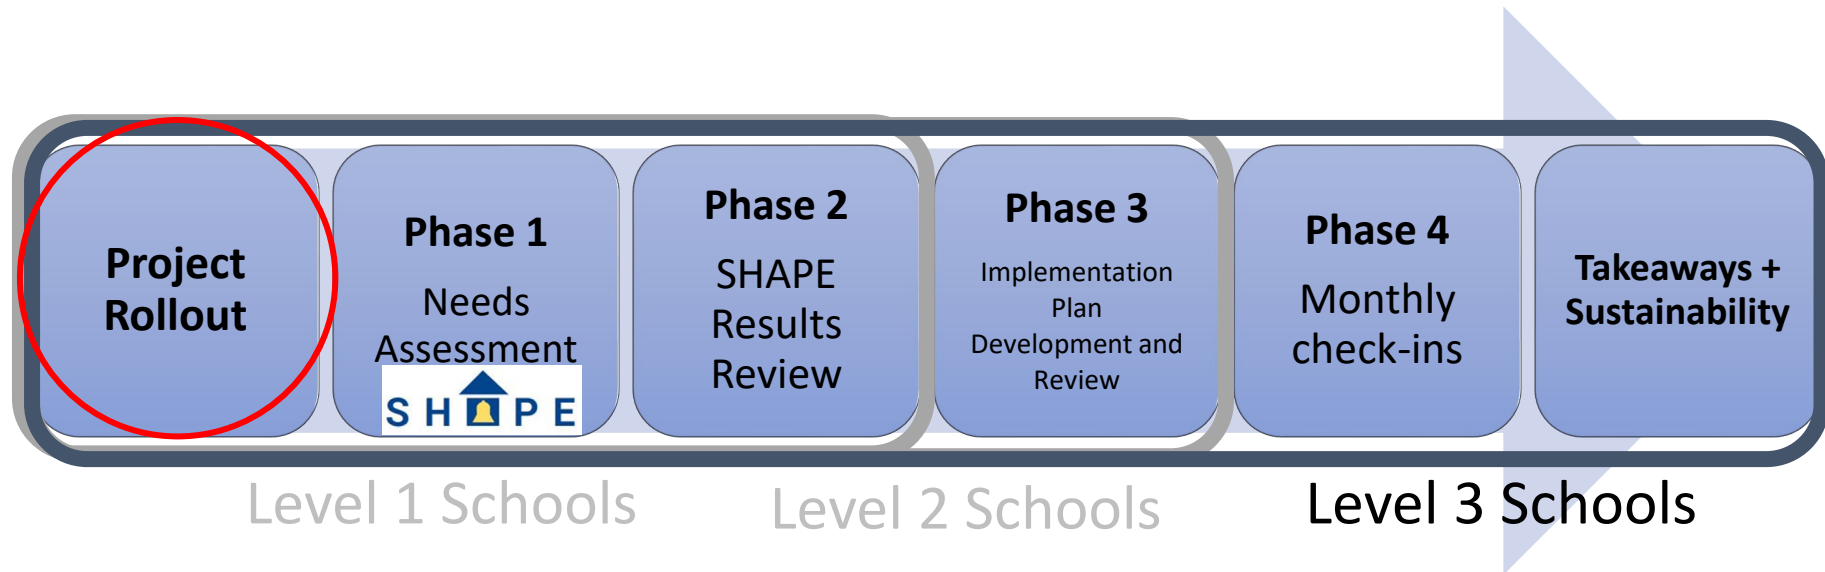 Project
Rollout
Phase 1
Needs
Assessment
SHAPE
Phase 2
SHAPE
Results
Review
Phase 3
Implementation
Plan
Development and
Review
Phase 4
Monthly
check-ins
Takeaways +
Sustainability
Level 1 Schools
Level 2 Schools
Level 3 Schools